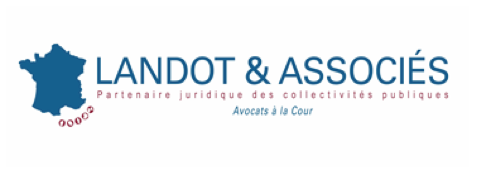 LANDOT & ASSOCIÉS
Partenaire juridique des collectivités publiques
Avocats à la Cour